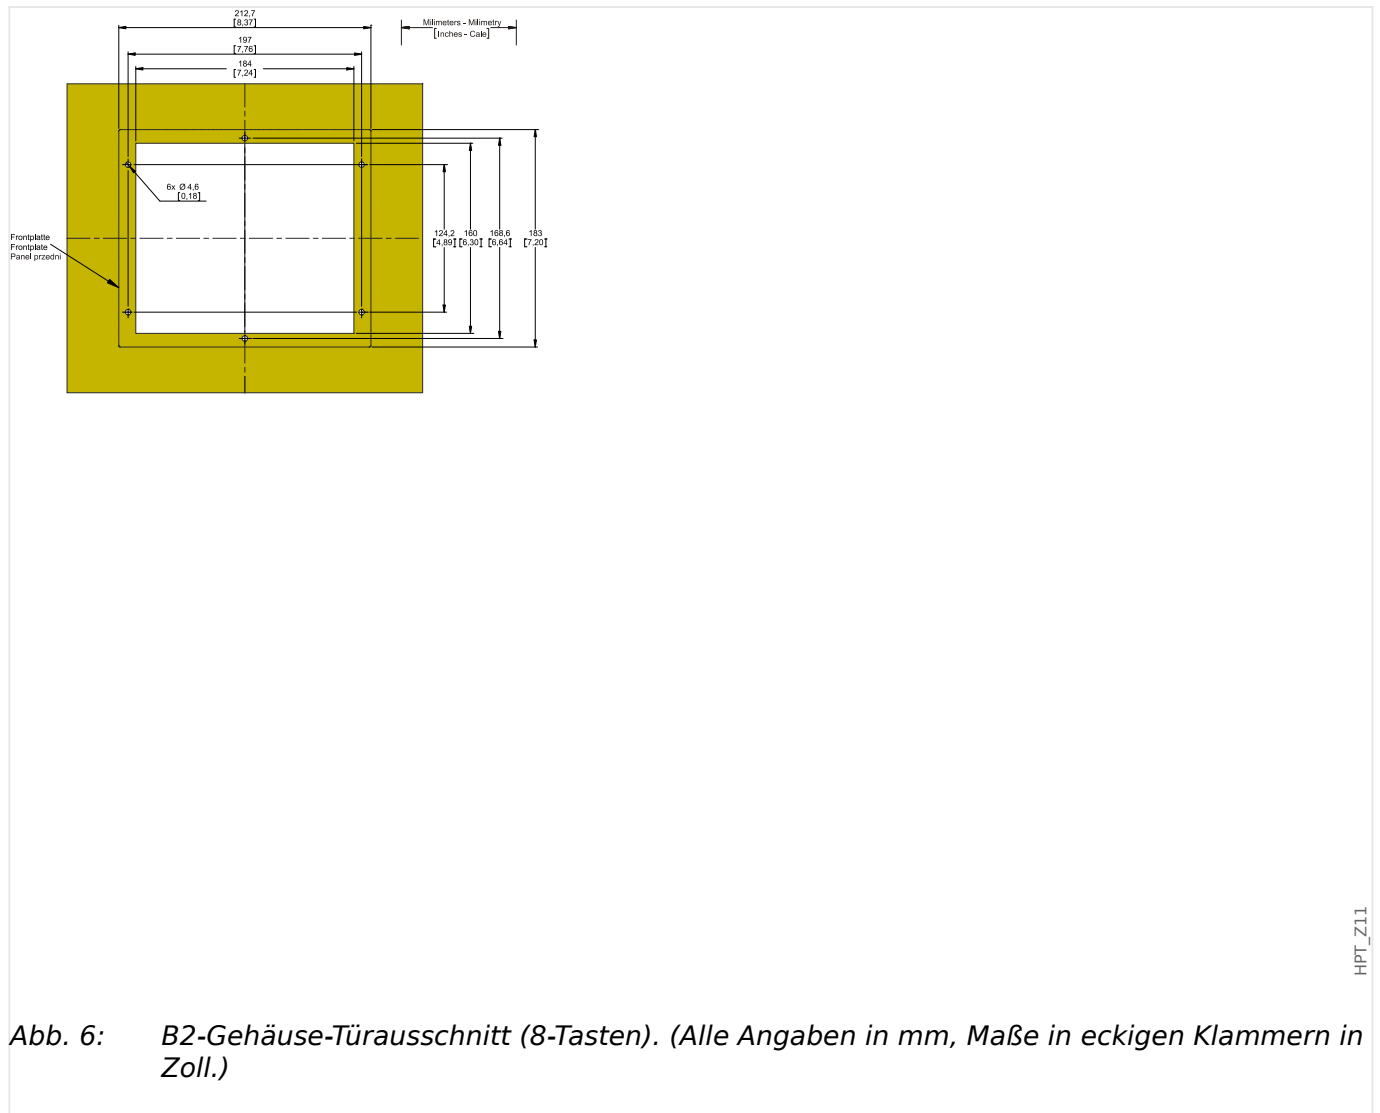 212,7
[8,37]
Milimeters - Milimetry
[Inches - Cale]
197
[7,76]
184
[7,24]
6x Ø 4,6
[0,18]
Frontplatte
Frontplate
Panel przedni
124,2
[4,89]
160
[6,30]
168,6
[6,64]
183
[7,20]
HPT_Z11
Abb. 6: B2-Gehäuse-Türausschnitt (8-Tasten). (Alle Angaben in mm, Maße in eckigen Klammern in
Zoll.)